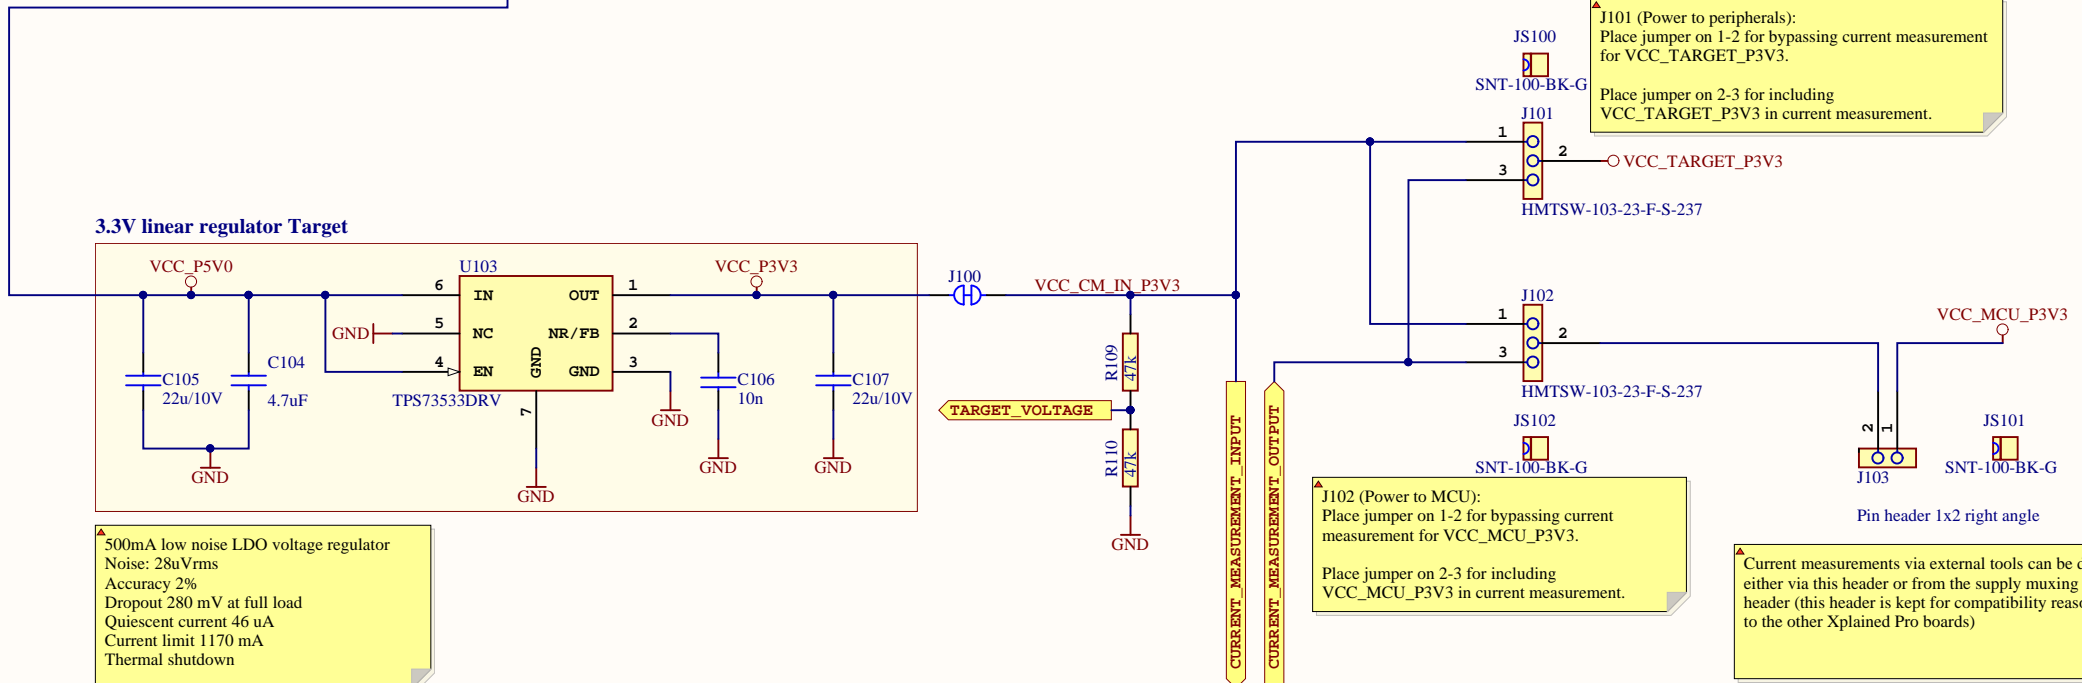 J101 (Power to peripherals):
Place jumper on 1-2 for bypassing current measurement
for VCC_TARGET_P3V3.
Place jumper on 2-3 for including
VCC_TARGET_P3V3 in current measurement.
JS100
SNT-100-BK-G
J101
1
2
3
VCC_TARGET_P3V3
HMTSW-103-23-F-S-237
3.3V linear regulator Target
VCC_P5V0
U103
VCC_P3V3
J100
VCC_CM_IN_P3V3
6
IN
OUT
1
5
NC
NR/FB
2
4
EN
GND
GND
3
7
GND
TPS73533DRV
C105
22u/10V
C104
4.7uF
C106
10n
C107
22u/10V
GND
GND
GND
GND
GND
R109
47k
TARGET_VOLTAGE
R110
47k
GND
CURRENT_MEASUREMENT_INPUT
CURRENT_MEASUREMENT_OUTPUT
J102
1
2
3
HMTSW-103-23-F-S-237
JS102
SNT-100-BK-G
VCC_MCU_P3V3
2
1
J103
JS101
SNT-100-BK-G
Pin header 1x2 right angle
J102 (Power to MCU):
Place jumper on 1-2 for bypassing current
measurement for VCC_MCU_P3V3.
Place jumper on 2-3 for including
VCC_MCU_P3V3 in current measurement.
500mA low noise LDO voltage regulator
Noise: 28uVrms
Accuracy 2%
Dropout 280 mV at full load
Quiescent current 46 uA
Current limit 1170 mA
Thermal shutdown
Current measurements via external tools can be
either via this header or from the supply muxing
header (this header is kept for compatibility
to the other Xplained Pro boards)